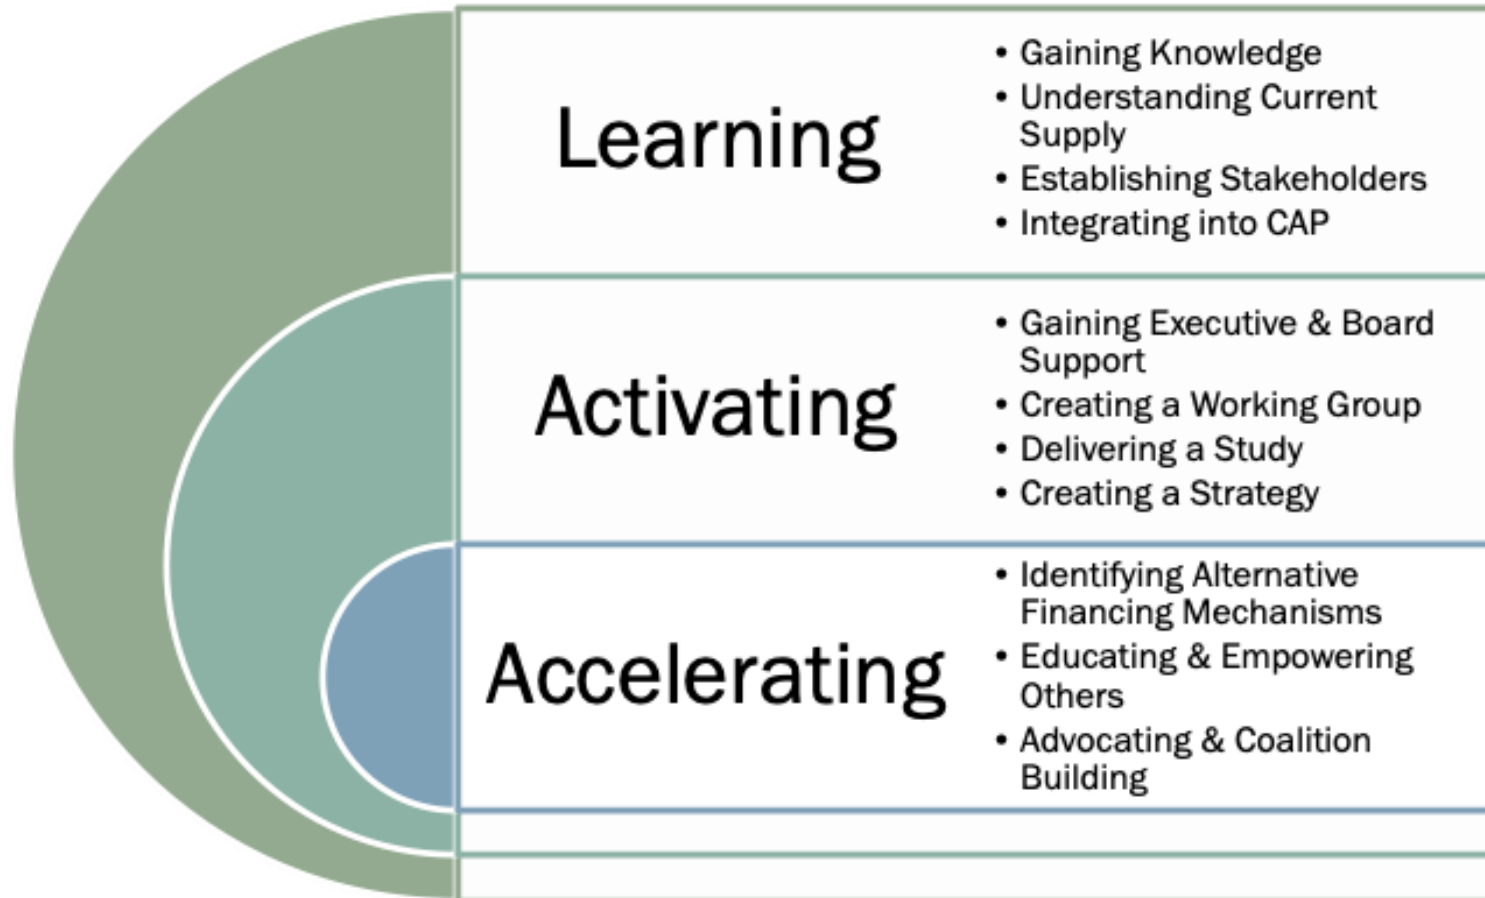 Learning
• Gaining Knowledge
• Understanding Current
Supply
• Establishing Stakeholders
• Integrating into CAP
Activating
• Gaining Executive & Board
Support
• Creating a Working Group
• Delivering a Study
• Creating a Strategy
Accelerating
• Identifying Alternative
Financing Mechanisms
• Educating & Empowering
Others
• Advocating & Coalition
Building